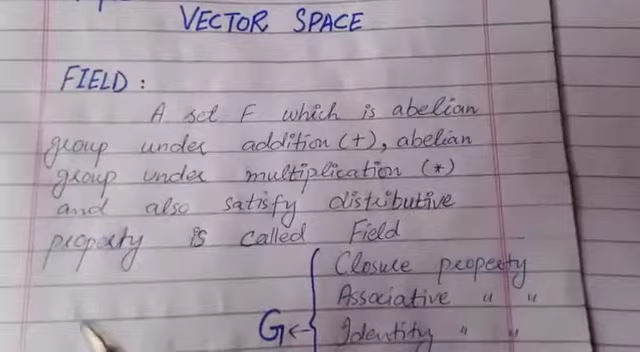 VECTOR SPACE
FIELD :
A set F which is abelian
group under addition (+), abelian
group under multiplication (*)
and also satisfy distributive
property is called Field
Closure property
Associative " "
G ← Identity " "